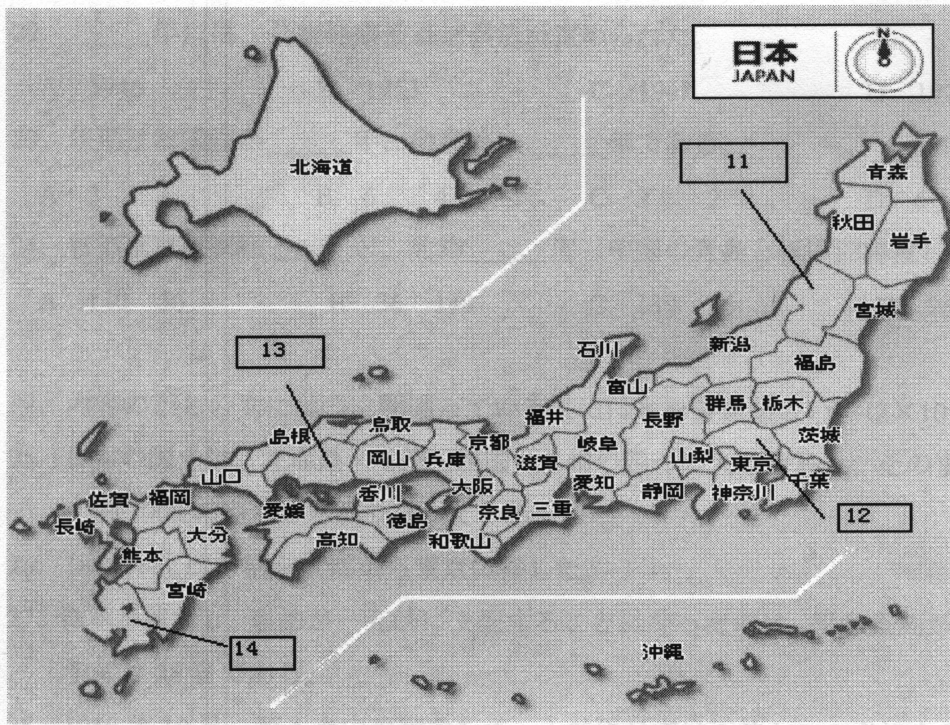 日本
JAPAN
N
北海道
11
青森
秋田
岩手
宮城
13
石川
新潟
福島
富山
福井
長野
群馬
栃木
島根
鳥取
京都
岐阜
茨城
山口
岡山
兵庫
滋賀
山梨
東京
千葉
佐賀
福岡
愛媛
香川
大阪
愛知
静岡
神奈川
長崎
大分
徳島
奈良
三重
12
熊本
高知
和歌山
宮崎
14
沖縄